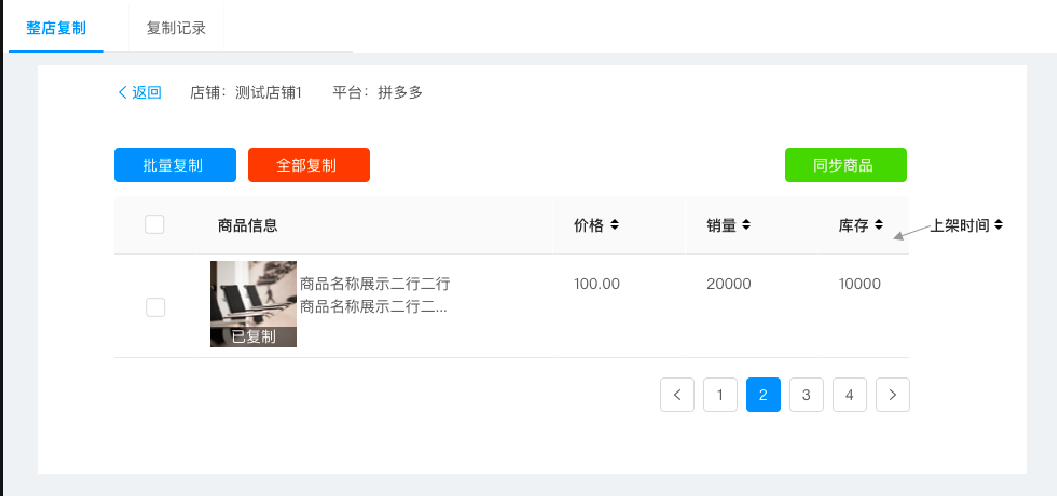 整店复制 复制记录
返回 店铺：测试店铺1 平台：拼多多
批量复制 全部复制 同步商品
商品信息 价格 销量 库存 上架时间
商品名称展示二行二行 100.00 20000 10000
商品名称展示二行二...
已复制
1 2 3 4